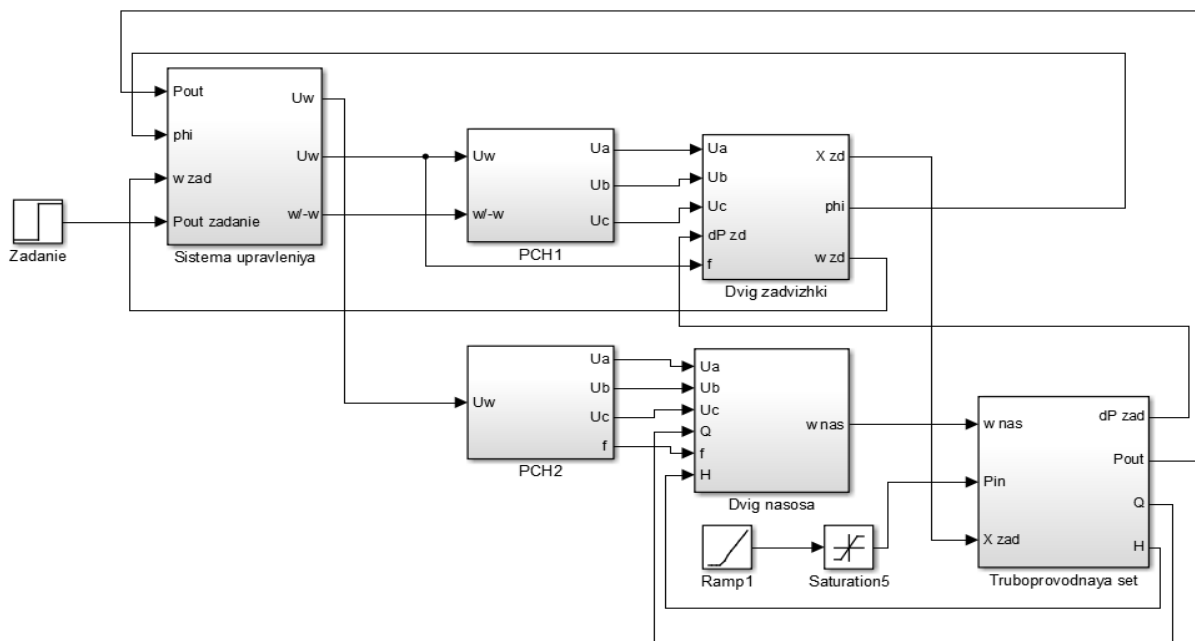 Pout
phi
w zad
Pout zadanie
Uw
Uw
w/-w
Sistema upravleniya
Zadanie
Uw
w/-w
Ua
Ub
Uc
PCH1
Ua
Ub
Uc
dP zd
f
X zd
phi
w zd
Dvig zadvizhki
Uw
Ua
Ub
Uc
f
PCH2
Ua
Ub
Uc
Q
f
H
w nas
Dvig nasosa
Ramp1
Saturation5
w nas
Pin
X zad
dP zad
Pout
Q
H
Truboprovodnaya set